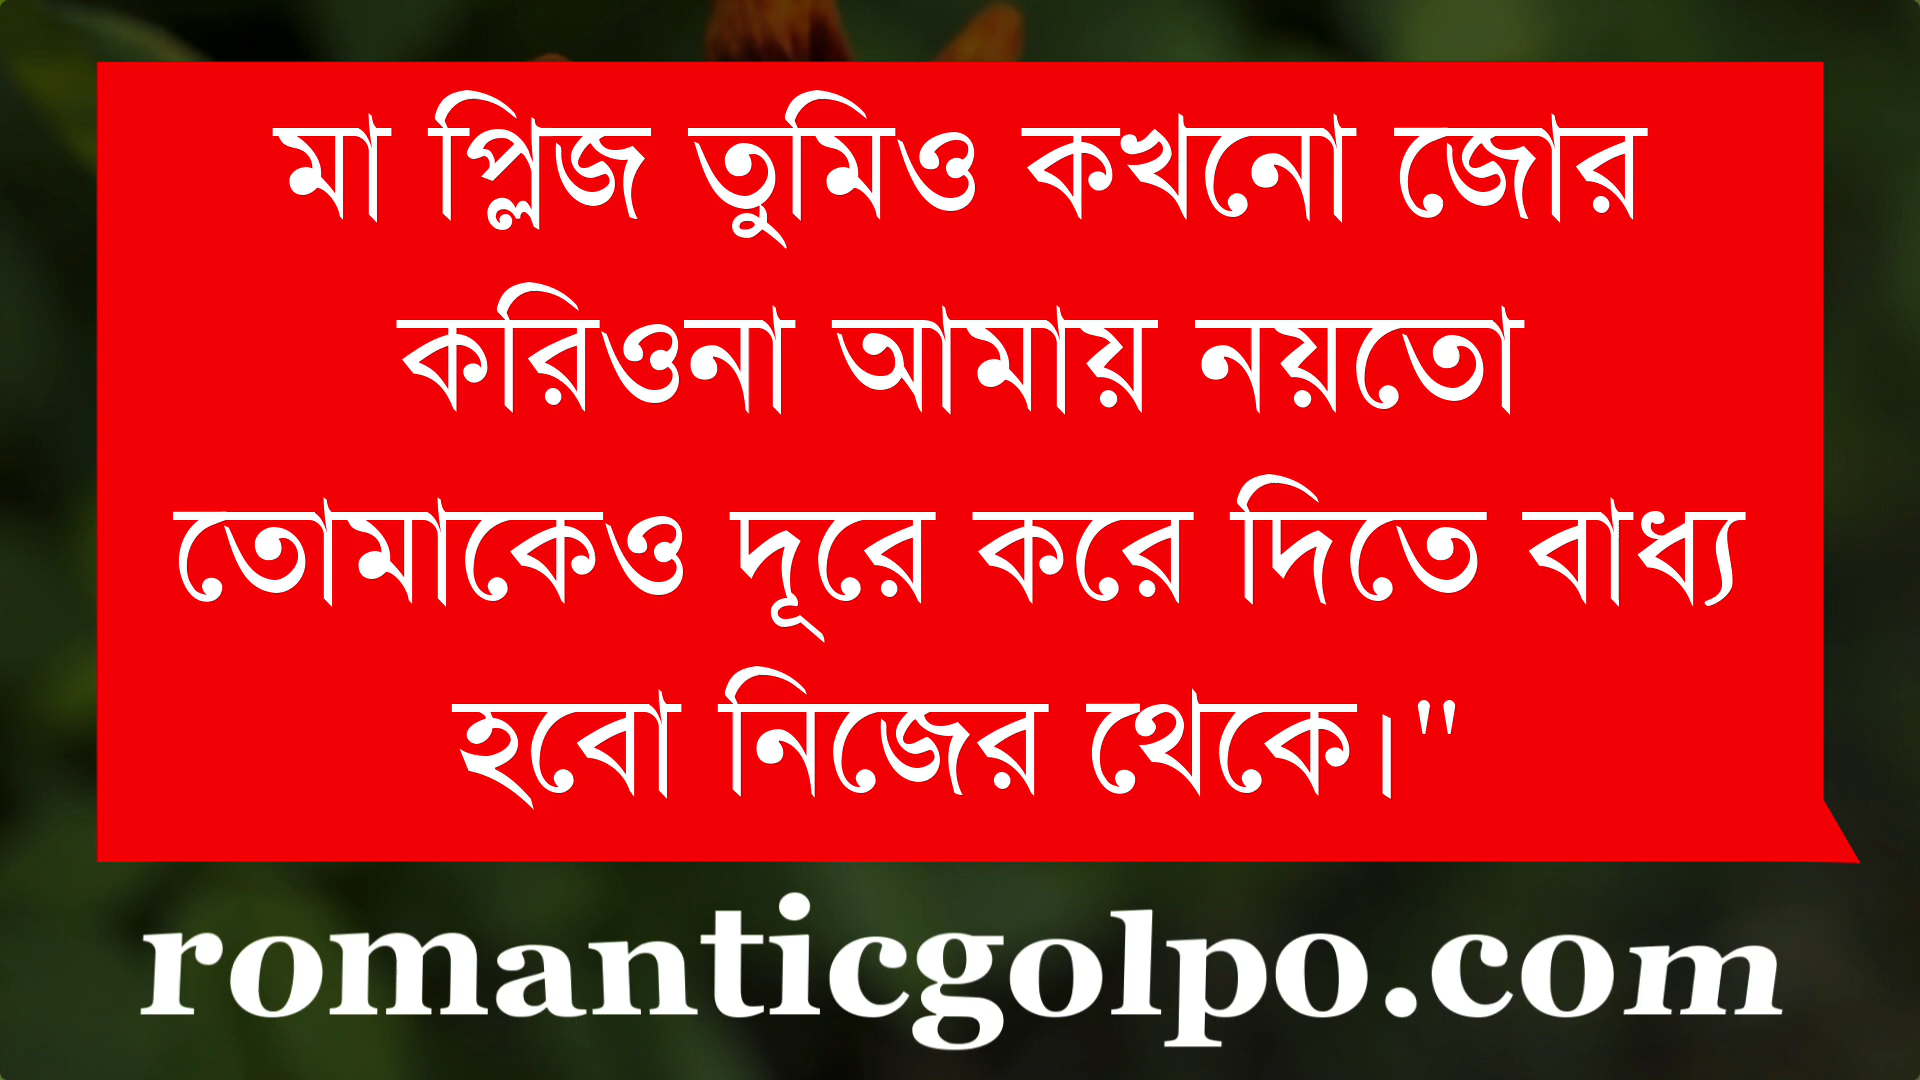 মা প্লিজ তুমিও কখনো জোর
করিওনা আমায় নয়তো
তোমাকেও দূরে করে দিতে বাধ্য
হবো নিজের থেকে।"
romanticgolpo.com